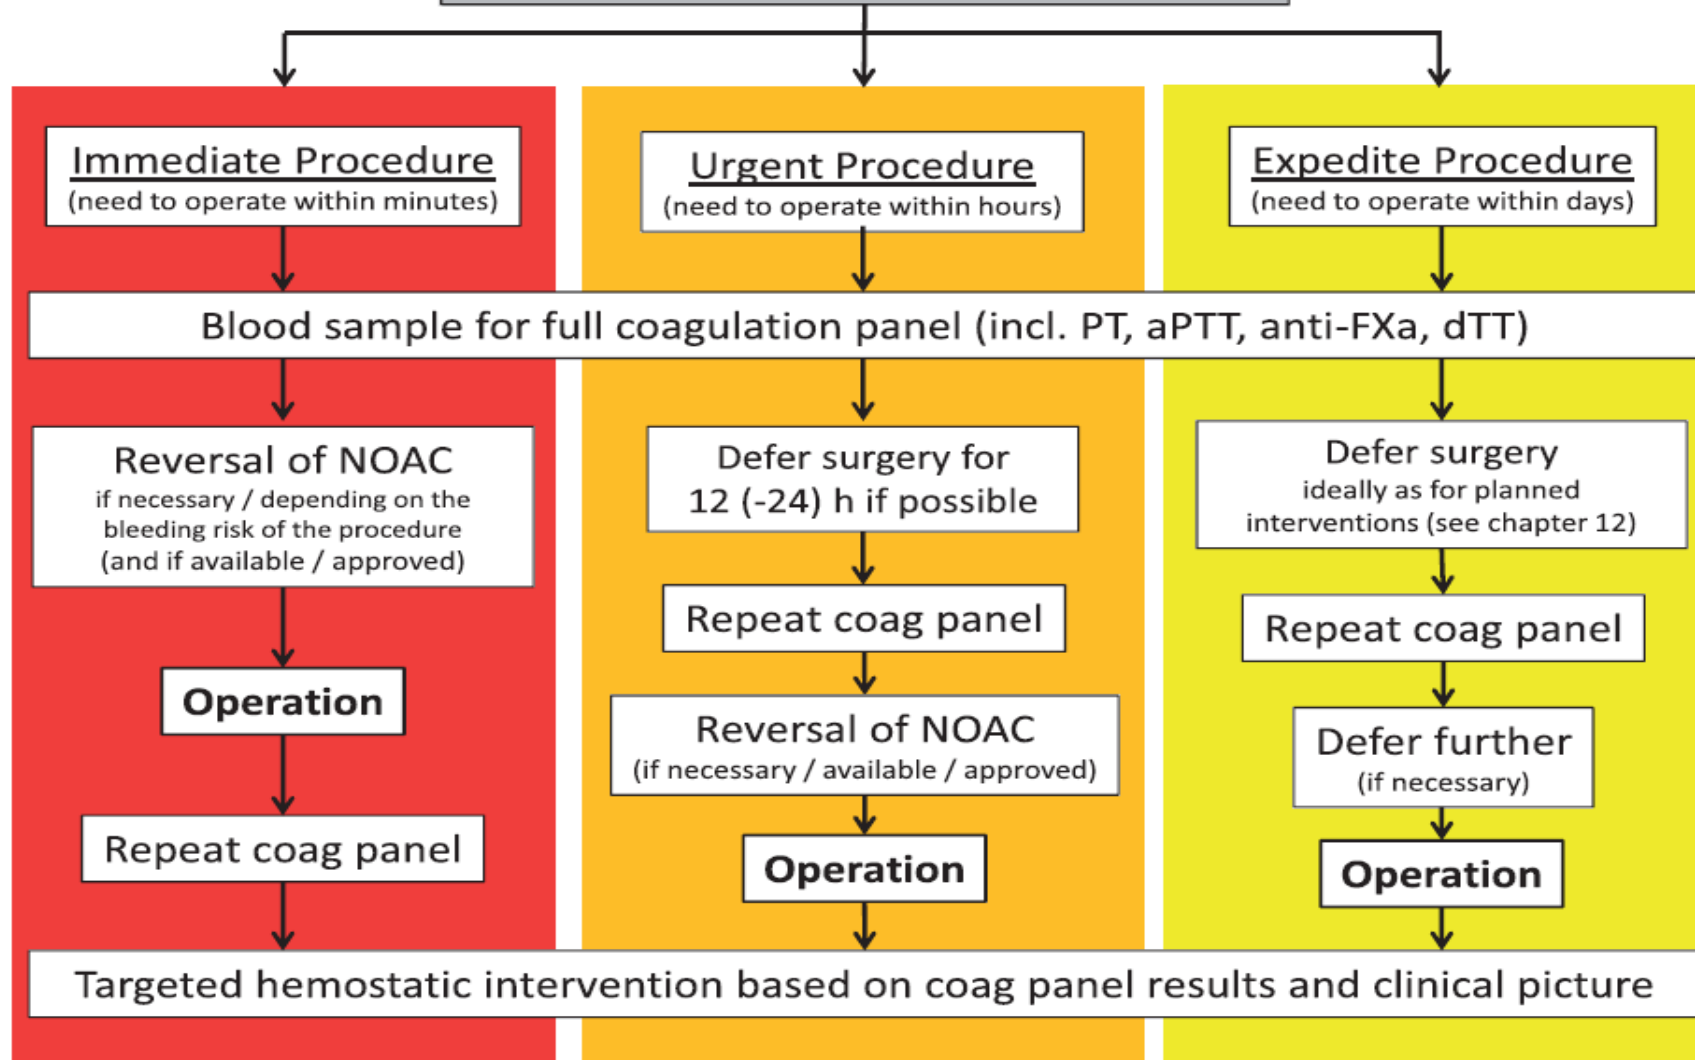 Immediate Procedure
(need to operate within minutes)
Urgent Procedure
(need to operate within hours)
Expedite Procedure
(need to operate within days)
Blood sample for full coagulation panel (incl. PT, aPTT, anti-FXa, dTT)
Reversal of NOAC
if necessary / depending on the
bleeding risk of the procedure
(and if available / approved)
Operation
Repeat coag panel
Defer surgery for
12 (-24) h if possible
Repeat coag panel
Reversal of NOAC
(if necessary / available / approved)
Operation
Defer surgery
ideally as for planned
interventions (see chapter 12)
Repeat coag panel
Defer further
(if necessary)
Operation
Targeted hemostatic intervention based on coag panel results and clinical picture